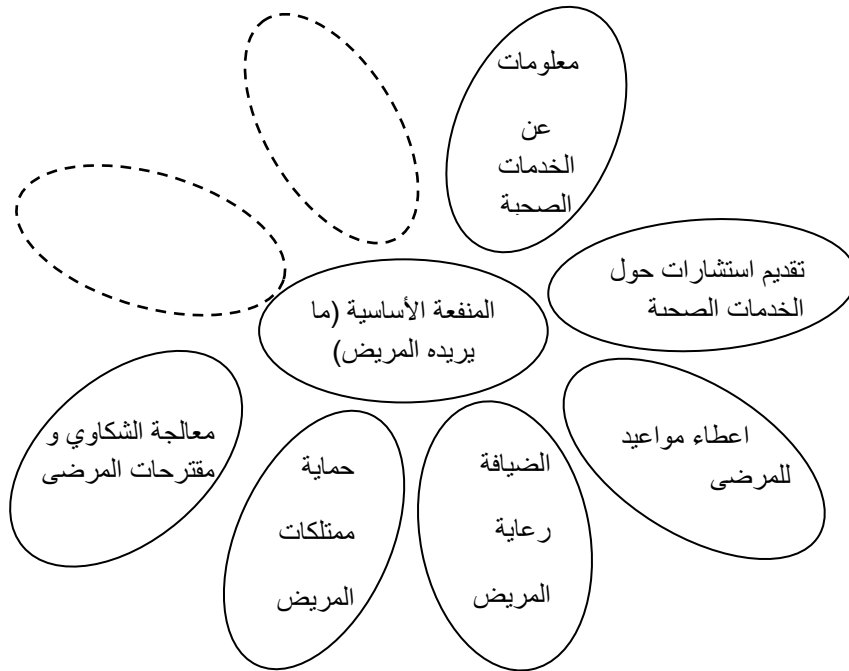 معلومات
عن
الخدمات
الصحية
تقديم استشارات حول
الخدمات الصحية
المنفعة الأساسية (ما
يريده المريض)
اعطاء مواعيد
للمرضى
الضيافة
رعاية
المريض
حماية
ممتلكات
المريض
معالجة الشكاوي و
مقترحات المرضى